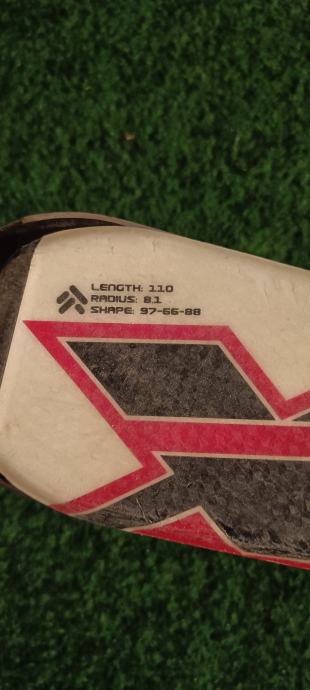 LENGTH: 110
RADIUS: 8.1
SHAPE: 97-66-88